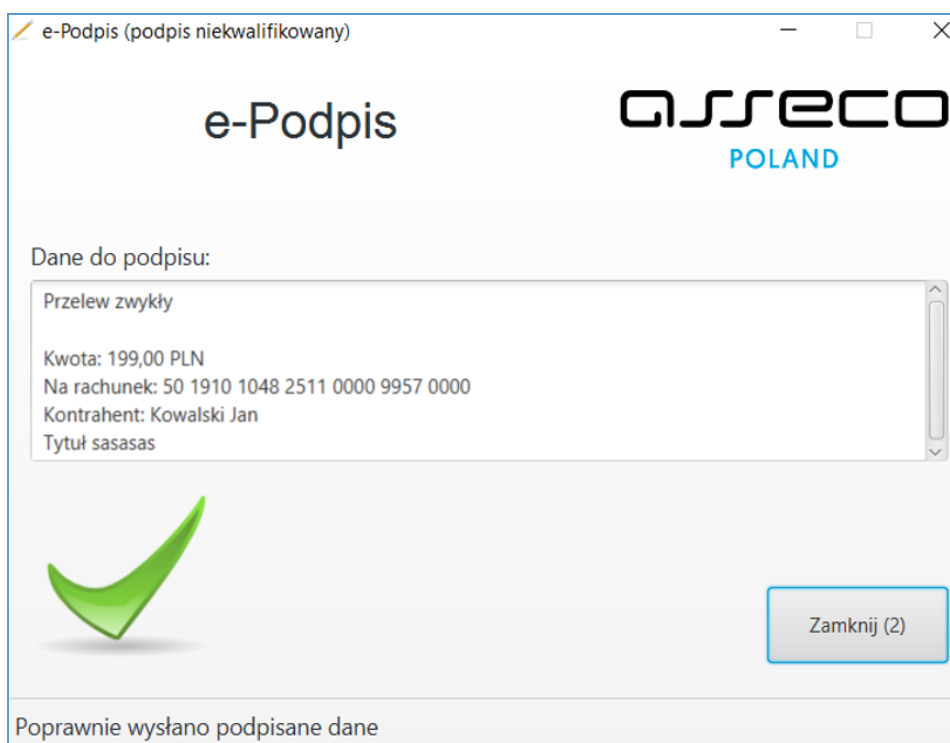 e-Podpis (podpis niekwalifikowany)
e-Podpis
asseco
POLAND
Dane do podpisu:
Przelew zwykły
Kwota: 199,00 PLN
Na rachunek: 50 1910 1048 2511 0000 9957 0000
Kontrahent: Kowalski Jan
Tytuł sasasas
Zamknij (2)
Poprawnie wysłano podpisane dane